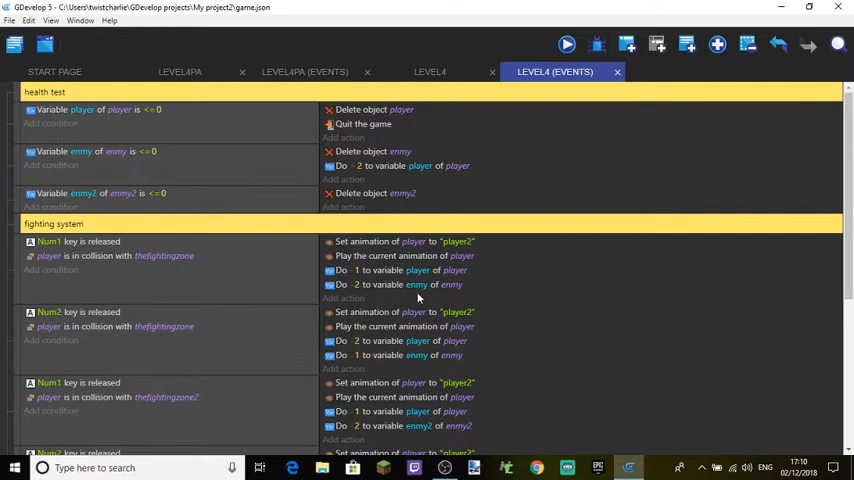 GDevelop 5 - C:\Users\twistcharlie\GDevelop projects\My project2\game.json
File Edit View Window Help
START PAGE LEVEL4PA LEVEL4PA (EVENTS) LEVEL4 LEVEL4 (EVENTS)
health test
Variable player of player is <=0 Delete object player
Add condition Quit the game
Add action
Variable enmy of enmy is <=0 Delete object enmy
Add condition Do +2 to variable player of player
Add action
Variable enmy2 of enmy2 is <=0 Delete object enmy2
Add condition Add action
fighting system
Num1 key is released Set animation of player to "player2"
player is in collision with thefightingzone Play the current animation of player
Add condition Do -1 to variable player of player
Do -2 to variable enmy of enmy
Add action
Num2 key is released Set animation of player to "player2"
player is in collision with thefightingzone Play the current animation of player
Add condition Do -2 to variable player of player
Do -1 to variable enmy of enmy
Add action
Num1 key is released Set animation of player to "player2"
player is in collision with thefightingzone2 Play the current animation of player
Add condition Do -1 to variable player of player
Do -2 to variable enmy2 of enmy2
Add action
Num2 key is released Set animation of player to "player2"
Type here to search ENG 17:10
02/12/2018